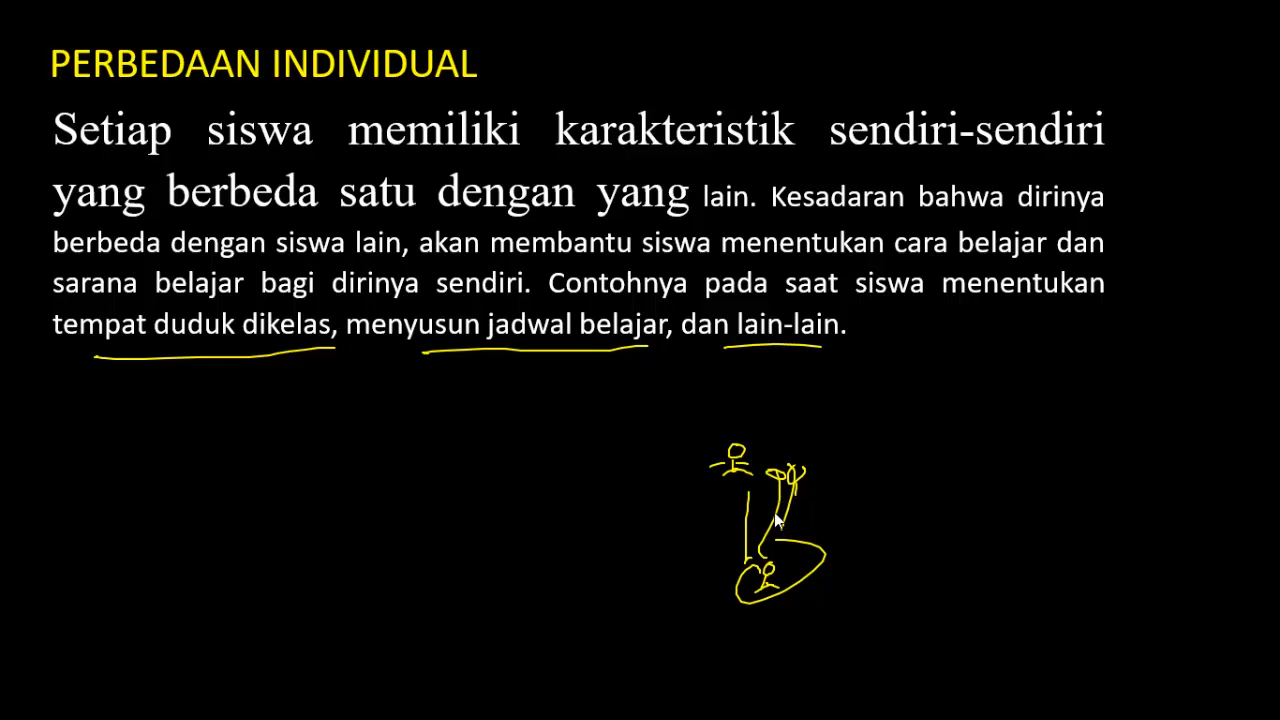 PERBEDAAN INDIVIDUAL
Setiap siswa memiliki karakteristik sendiri-sendiri
yang berbeda satu dengan yang lain. Kesadaran bahwa dirinya
berbeda dengan siswa lain, akan membantu siswa menentukan cara belajar dan
sarana belajar bagi dirinya sendiri. Contohnya pada saat siswa menentukan
tempat duduk dikelas, menyusun jadwal belajar, dan lain-lain.